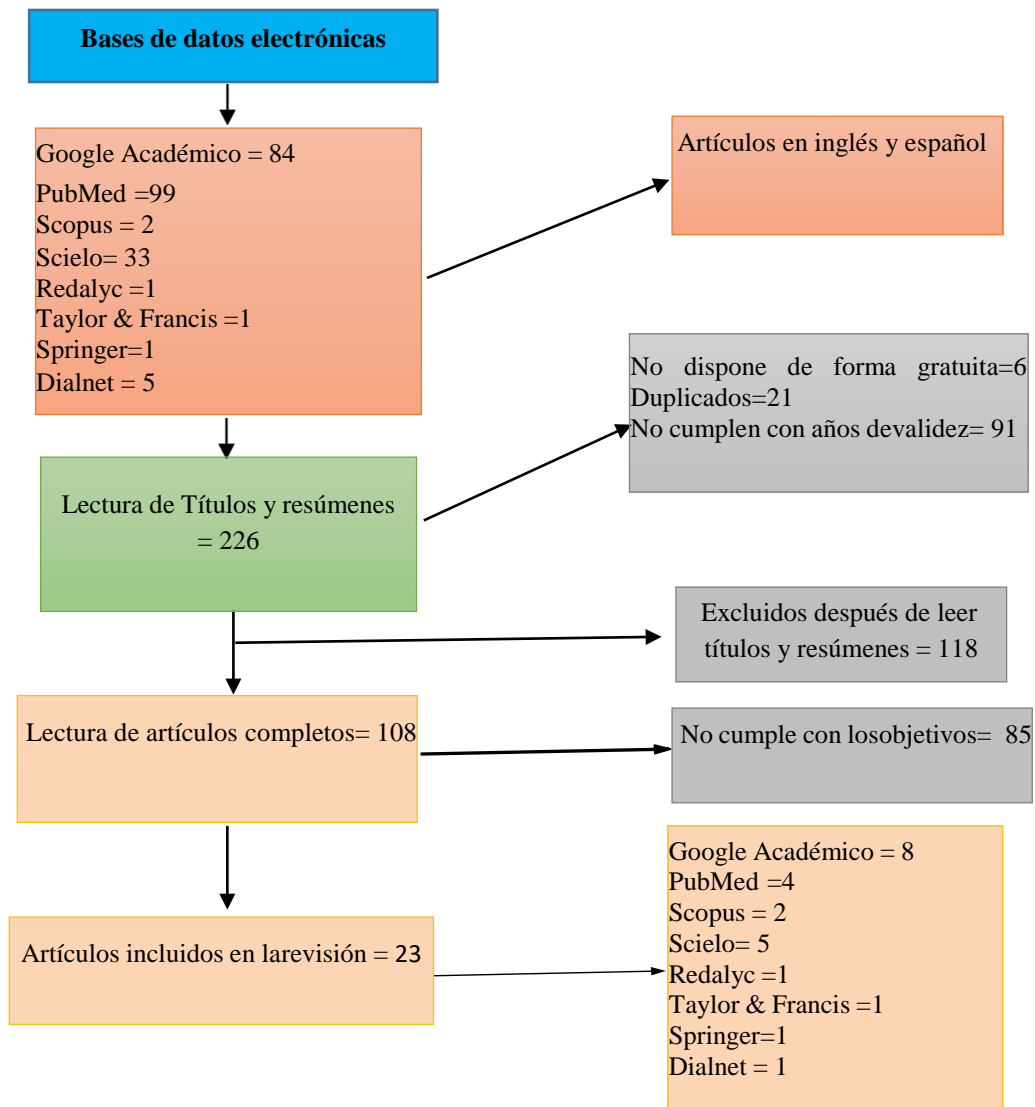 Bases de datos electrónicas
Google Académico = 84
PubMed =99
Scopus = 2
Scielo= 33
Redalyc =1
Taylor & Francis =1
Springer=1
Dialnet = 5
Artículos en inglés y español
Lectura de Títulos y resúmenes
= 226
No dispone de forma gratuita=6
Duplicados=21
No cumplen con años devalidez= 91
Excluidos después de leer
títulos y resúmenes = 118
Lectura de artículos completos= 108
No cumple con losobjetivos= 85
Artículos incluidos en larevisión = 23
Google Académico = 8
PubMed =4
Scopus = 2
Scielo= 5
Redalyc =1
Taylor & Francis =1
Springer=1
Dialnet = 1